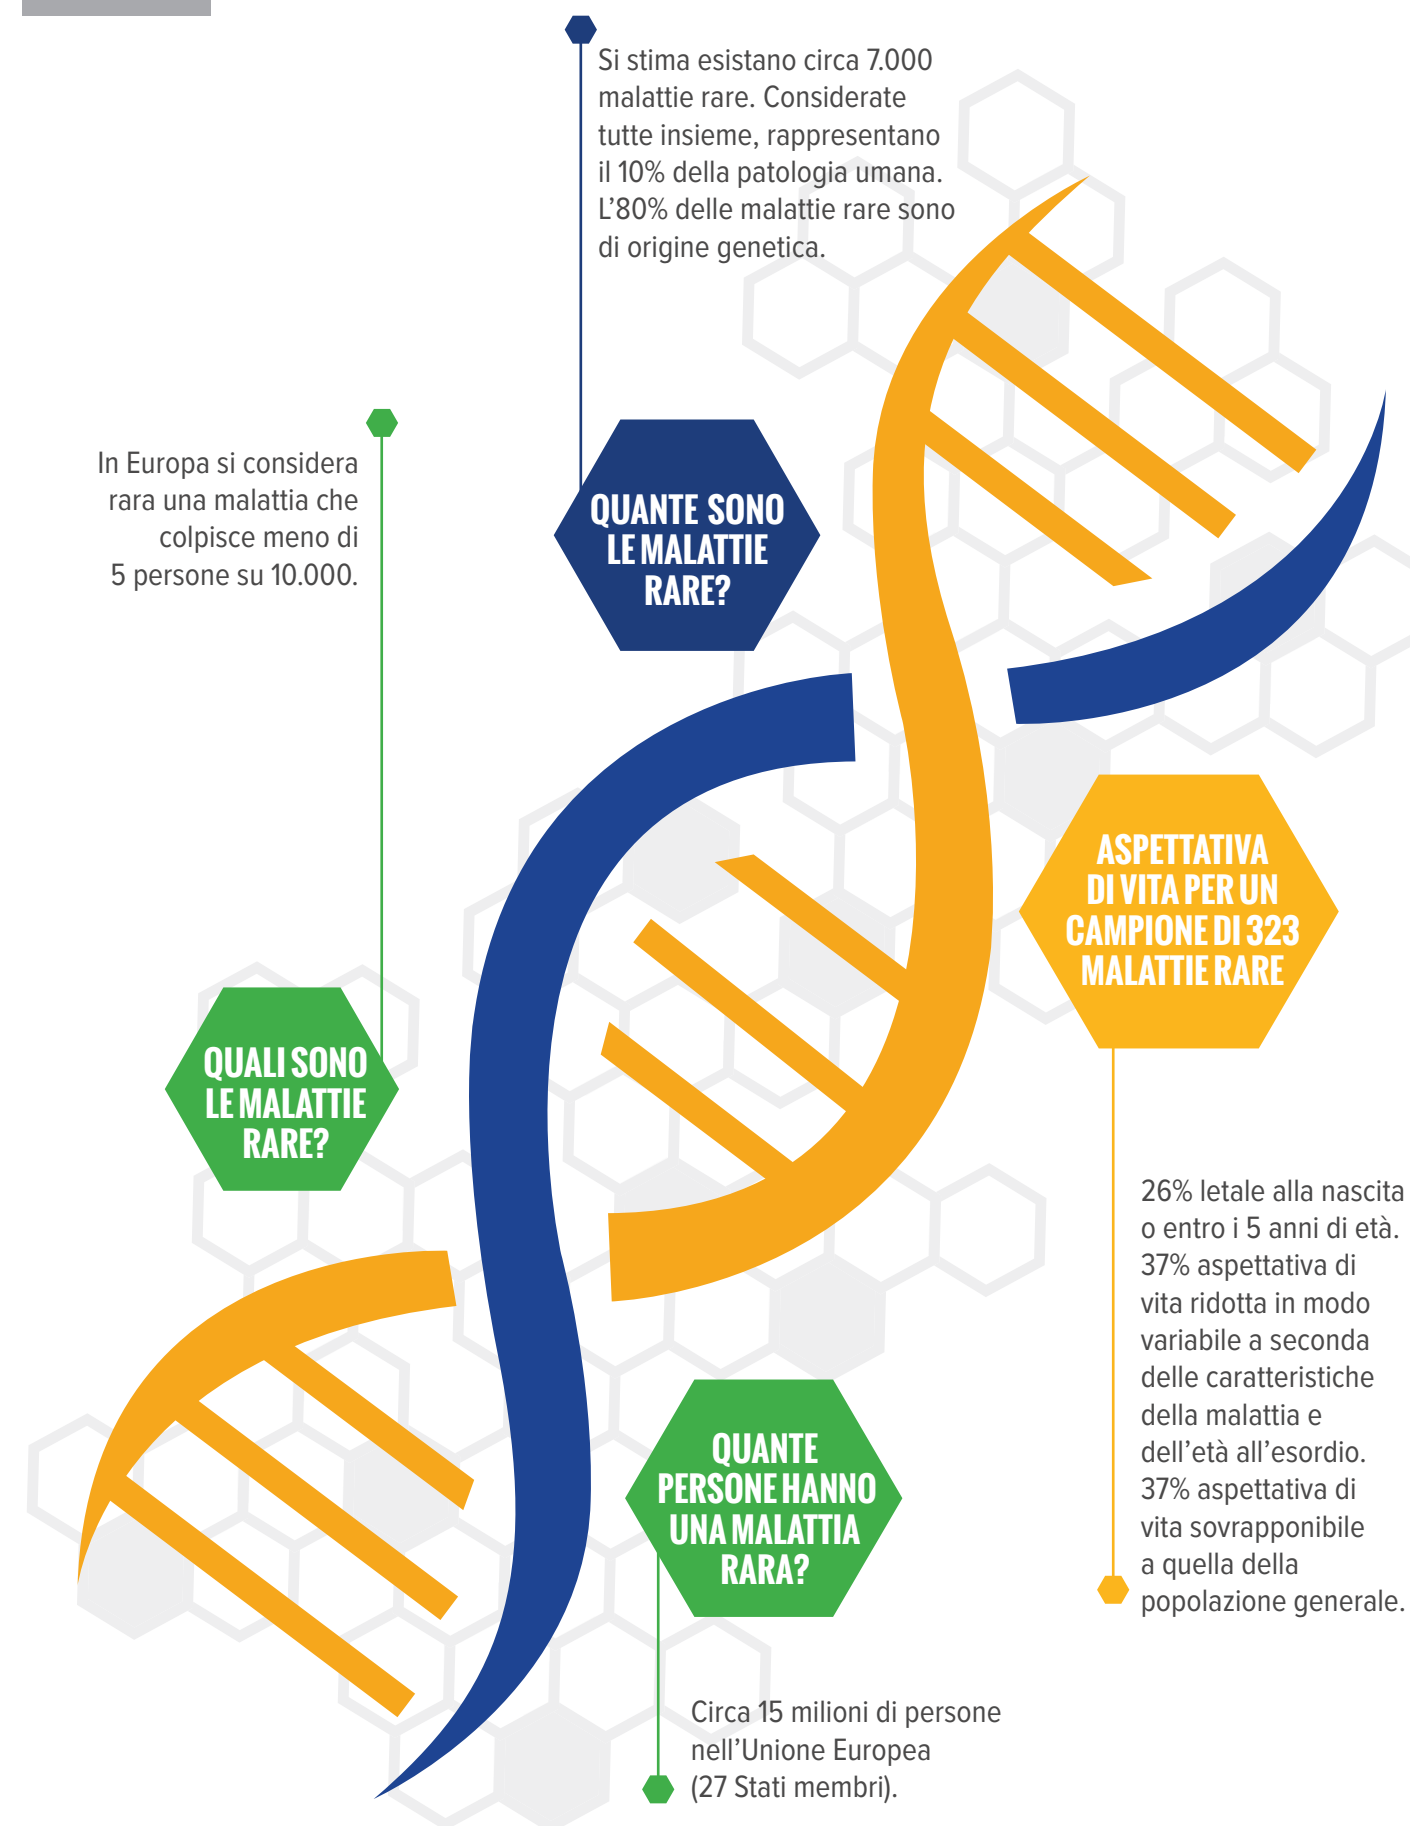 Si stima esistano circa 7.000
malattie rare. Considerate
tutte insieme, rappresentano
il 10% della patologia umana.
L’80% delle malattie rare sono
di origine genetica.
QUANTE SONO
LE MALATTIE
RARE?
In Europa si considera
rara una malattia che
colpisce meno di
5 persone su 10.000.
QUALI SONO
LE MALATTIE
RARE?
ASPETTATIVA
DI VITA PER UN
CAMPIONE DI 323
MALATTIE RARE
26% letale alla nascita
o entro i 5 anni di età.
37% aspettativa di
vita ridotta in modo
variabile a seconda
delle caratteristiche
della malattia e
dell’età all’esordio.
37% aspettativa di
vita sovrapponibile
a quella della
popolazione generale.
QUANTE
PERSONE HANNO
UNA MALATTIA
RARA?
Circa 15 milioni di persone
nell’Unione Europea
(27 Stati membri).